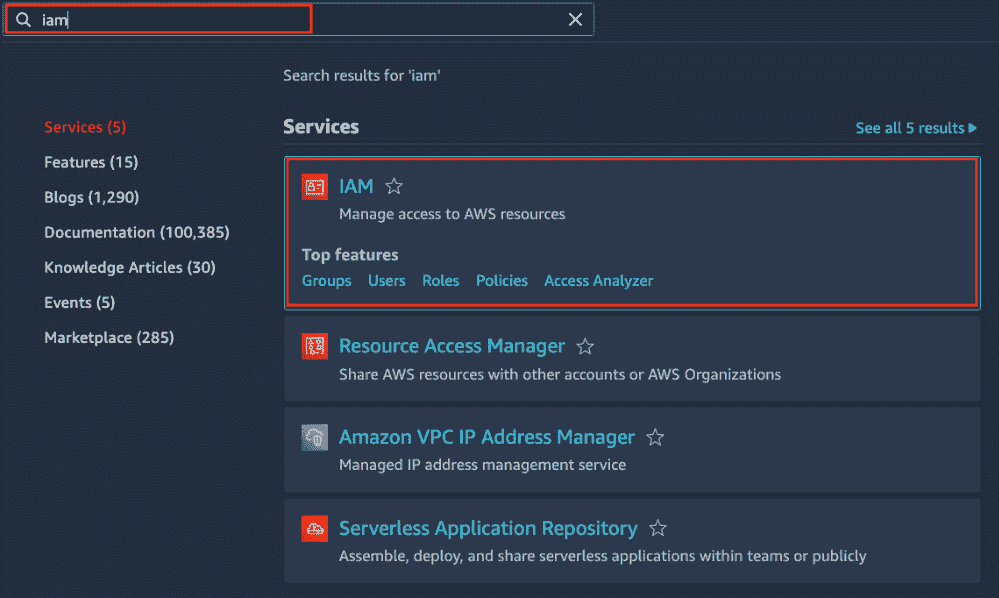 iam
Search results for 'iam'
Services (5)
Features (15)
Blogs (1,290)
Documentation (100,385)
Knowledge Articles (30)
Events (5)
Marketplace (285)
Services
See all 5 results
IAM
Manage access to AWS resources
Top features
Groups Users Roles Policies Access Analyzer
Resource Access Manager
Share AWS resources with other accounts or AWS Organizations
Amazon VPC IP Address Manager
Managed IP address management service
Serverless Application Repository
Assemble, deploy, and share serverless applications within teams or publicly